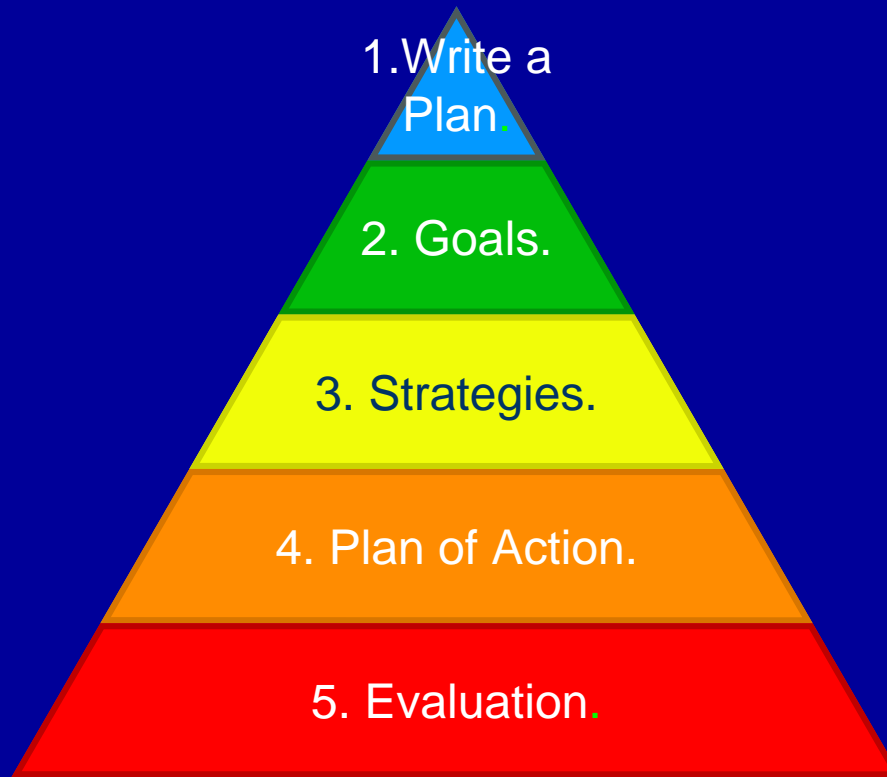 1.Write a
Plan.
2. Goals.
3. Strategies.
4. Plan of Action.
5. Evaluation.